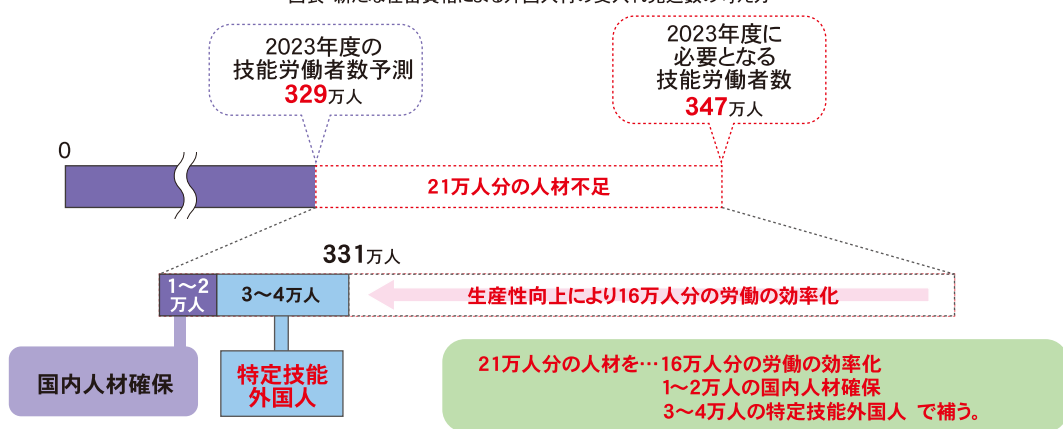 2023年度の
技能労働者数予測
329万人
2023年度に
必要となる
技能労働者数
347万人
0
21万人分の人材不足
331万人
1〜2
万人
3〜4万人
生産性向上により16万人分の労働の効率化
国内人材確保
特定技能
外国人
21万人分の人材を…16万人分の労働の効率化
1〜2万人の国内人材確保
3〜4万人の特定技能外国人 で補う。